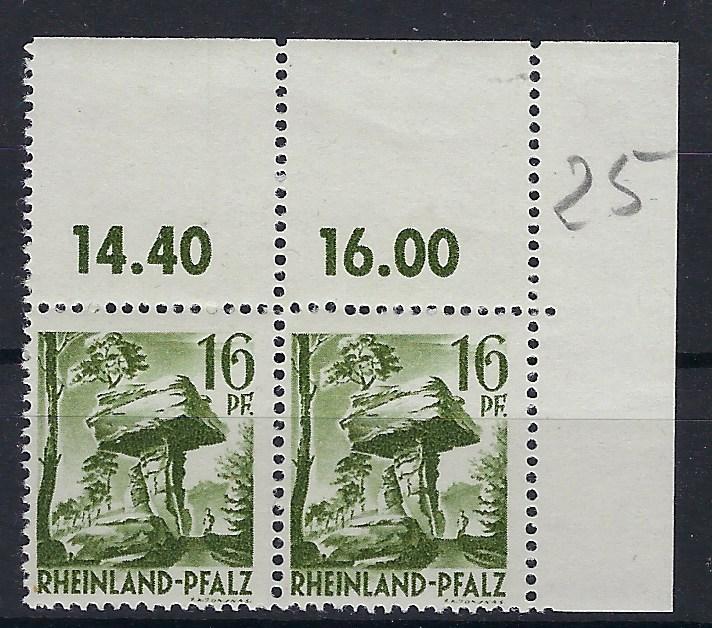 25
14.40 16.00
16 16
PF. PF.
RHEINLAND-PFALZ RHEINLAND-PFALZ